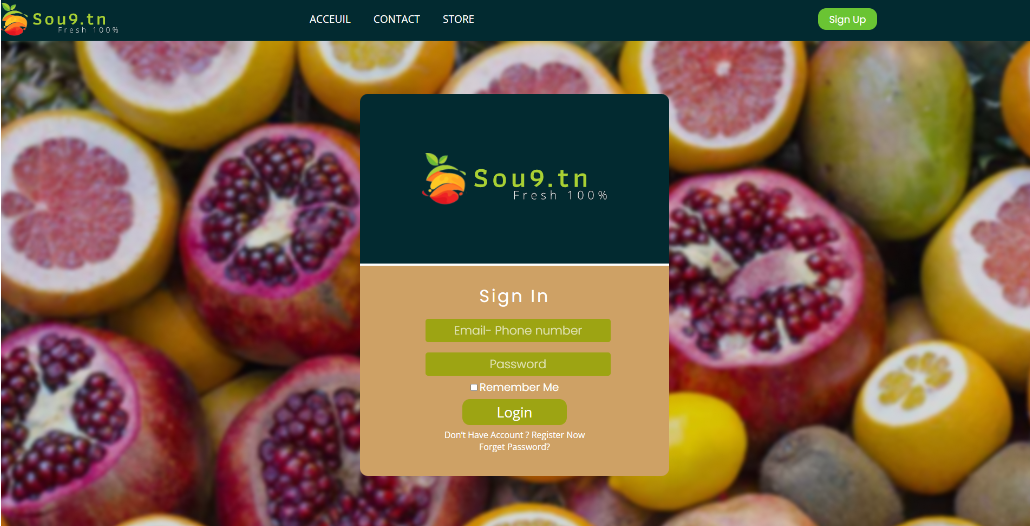 Sou9.tn
Fresh 100%
ACCEUIL CONTACT STORE
Sign Up
Sou9.tn
Fresh 100%
Sign In
Email- Phone number
Password
Remember Me
Login
Don't Have Account ? Register Now
Forget Password?